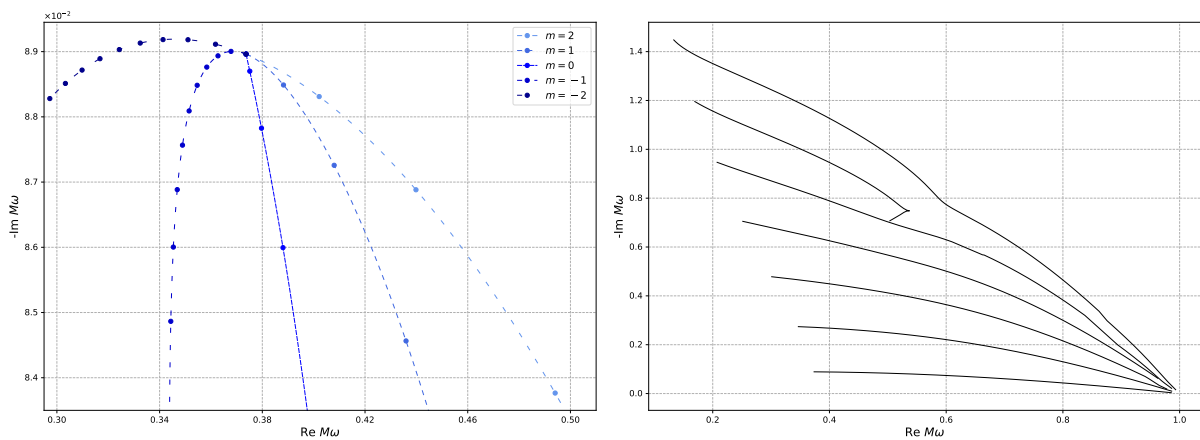 ×10⁻²
8.9
8.8
8.7
8.6
8.5
8.4
-Im Mω
0.30
0.34
0.38
0.42
0.46
0.50
Re Mω
m = 2
m = 1
m = 0
m = −1
m = −2
1.4
1.2
1.0
0.8
0.6
0.4
0.2
0.0
-Im Mω
0.2
0.4
0.6
0.8
1.0
Re Mω